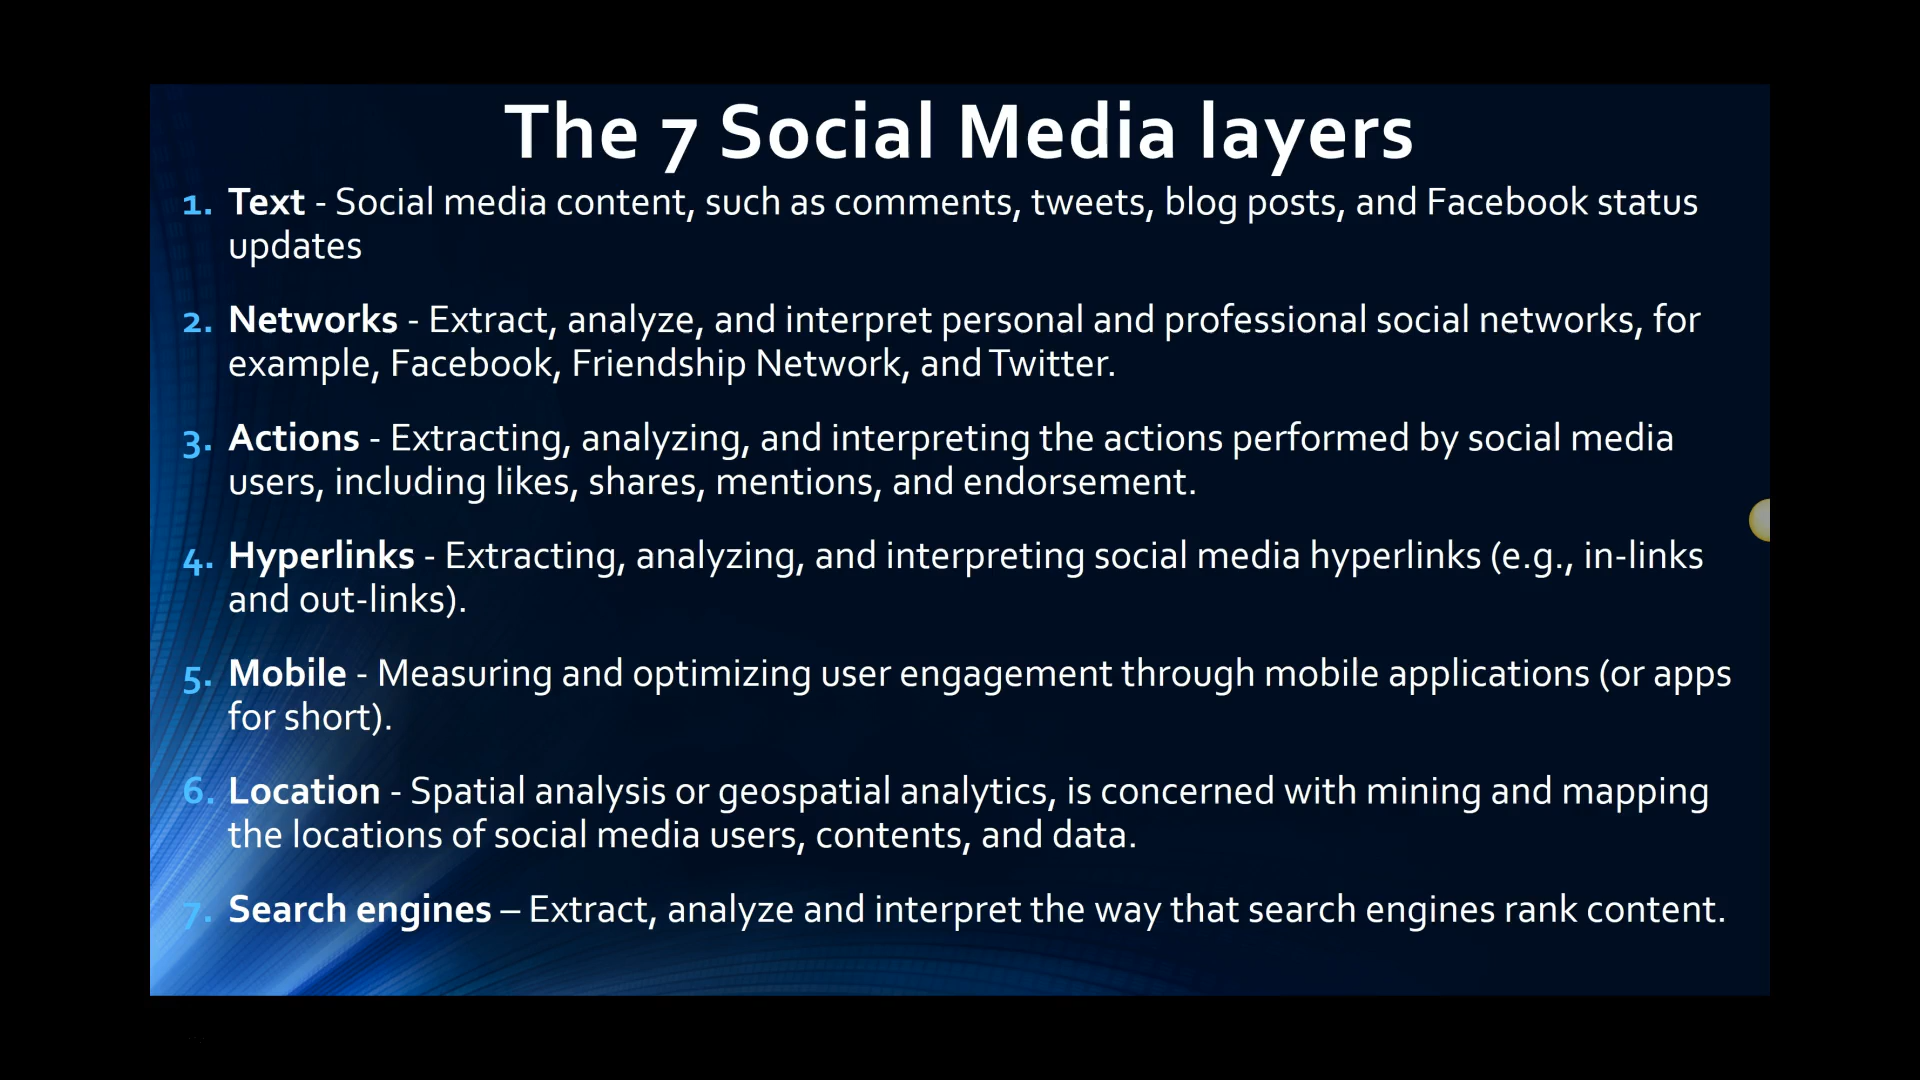 The 7 Social Media layers
1. Text - Social media content, such as comments, tweets, blog posts, and Facebook status
updates
2. Networks - Extract, analyze, and interpret personal and professional social networks, for
example, Facebook, Friendship Network, and Twitter.
3. Actions - Extracting, analyzing, and interpreting the actions performed by social media
users, including likes, shares, mentions, and endorsement.
4. Hyperlinks - Extracting, analyzing, and interpreting social media hyperlinks (e.g., in-links
and out-links).
5. Mobile - Measuring and optimizing user engagement through mobile applications (or apps
for short).
6. Location - Spatial analysis or geospatial analytics, is concerned with mining and mapping
the locations of social media users, contents, and data.
7. Search engines – Extract, analyze and interpret the way that search engines rank content.